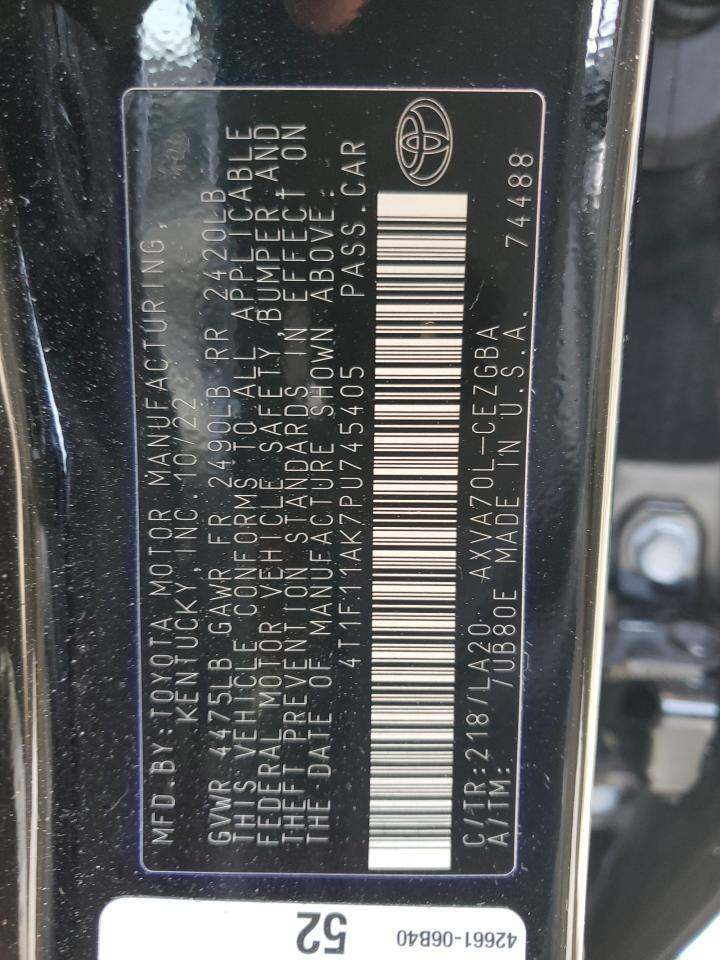 MFD.BY:TOYOTA MOTOR MANUFACTURING,
KENTUCKY, INC. 10/22
GVWR 4475LB GAWR FR 2490LB RR 2420LB
THIS VEHICLE CONFORMS TO ALL APPLICABLE
FEDERAL MOTOR VEHICLE SAFETY,BUMPER,AND
THEFT PREVENTION STANDARDS IN EFFECT ON
THE DATE OF MANUFACTURE SHOWN ABOVE.
4T1F11AK7PU745405 PASS.CAR
C/TR:218/LA20 AXVA70L-CEZGBA
A/TM: /UB80E MADE IN U.S.A. 74488
52
42661-06B40